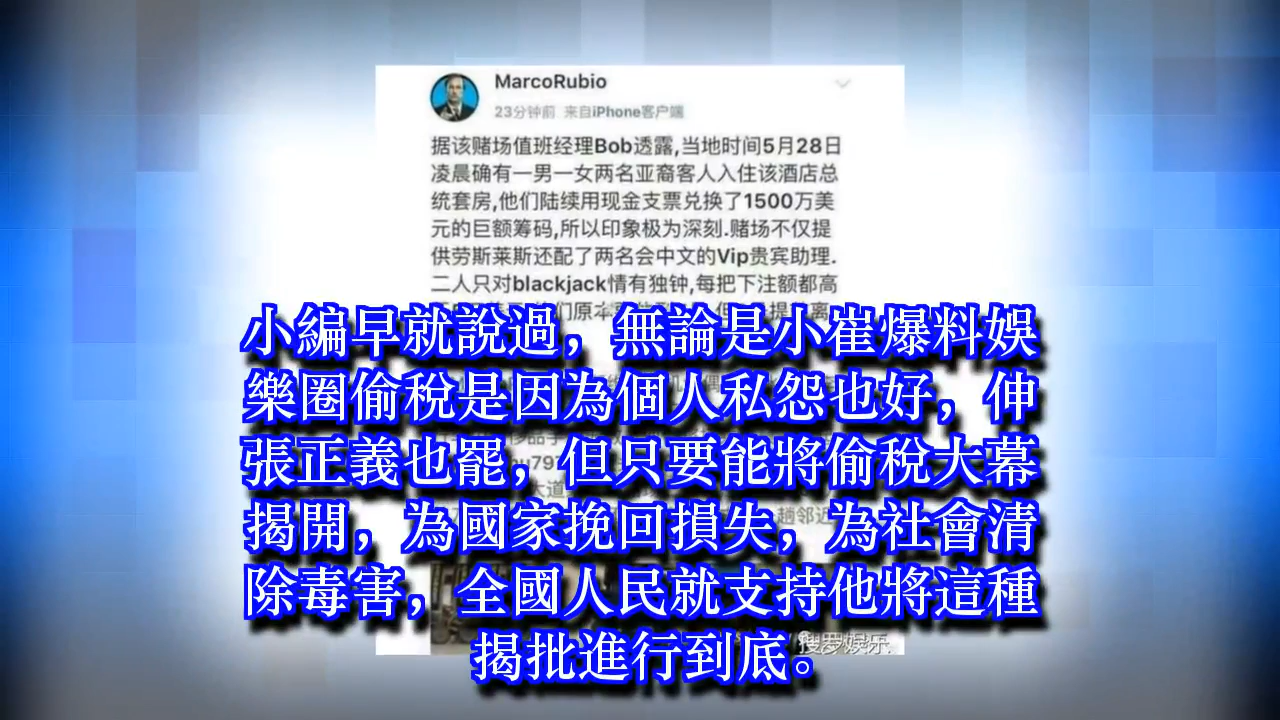 MarcoRubio
23分钟前 来自iPhone客户端
据该赌场值班经理Bob透露,当地时间5月28日
凌晨确有一男一女两名亚裔客人入住该酒店总
统套房,他们陆续用现金支票兑换了1500万美
元的巨额筹码,所以印象极为深刻.赌场不仅提
供劳斯莱斯还配了两名会中文的Vip贵宾助理.
二人只对blackjack情有独钟,每把下注额都高
小編早就說過，無論是小崔爆料娛
樂圈偷稅是因為個人私怨也好，伸
張正義也罷，但只要能將偷稅大幕
揭開，為國家挽回損失，為社會清
除毒害，全國人民就支持他將這種
揭批進行到底。